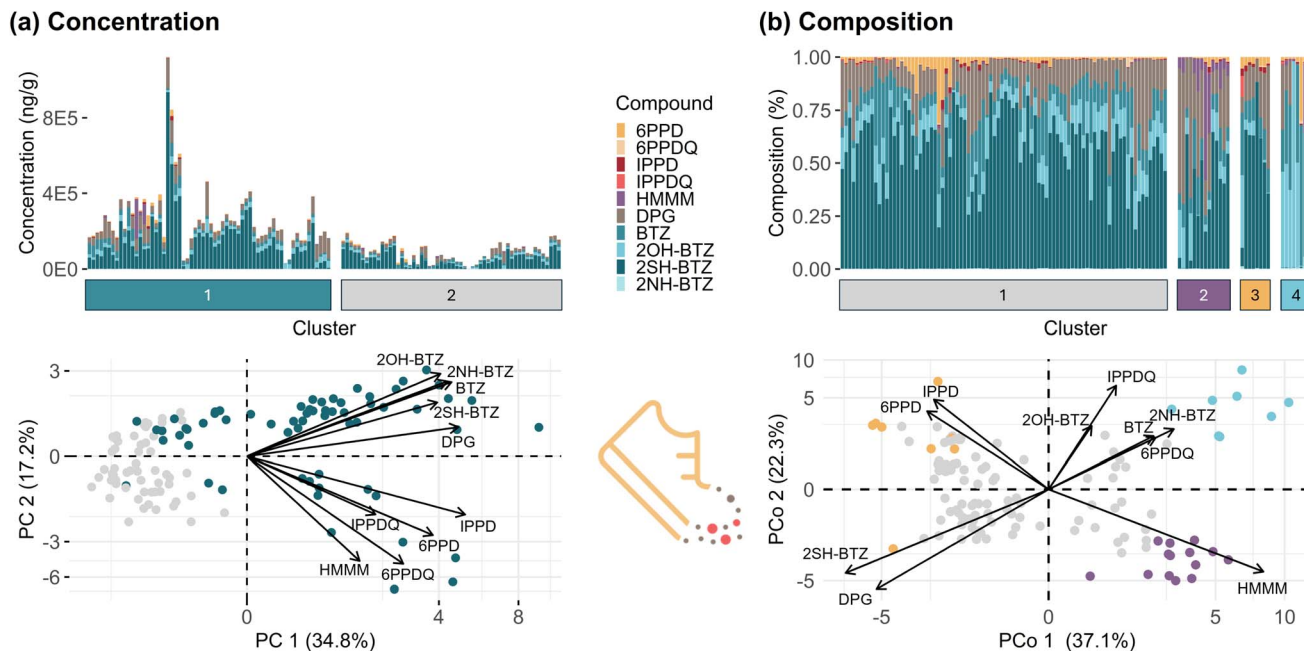 (a) Concentration
Concentration (ng/g)
8E5
4E5
0E0
1
2
Cluster
Compound
6PPD
6PPDQ
IPPD
IPPDQ
HMMM
DPG
BTZ
2OH-BTZ
2SH-BTZ
2NH-BTZ
PC 2 (17.2%)
3
0
-3
-6
2OH-BTZ
2NH-BTZ
BTZ
2SH-BTZ
DPG
IPPDQ
IPPD
6PPD
HMMM
6PPDQ
0
4
8
PC 1 (34.8%)
(b) Composition
Composition (%)
1.00
0.75
0.50
0.25
0.00
1
2
3
4
Cluster
PCo 2 (22.3%)
10
5
0
-5
IPPDQ
IPPD
6PPD
2OH-BTZ
2NH-BTZ
BTZ
6PPDQ
2SH-BTZ
DPG
HMMM
-5
0
5
10
PCo 1 (37.1%)